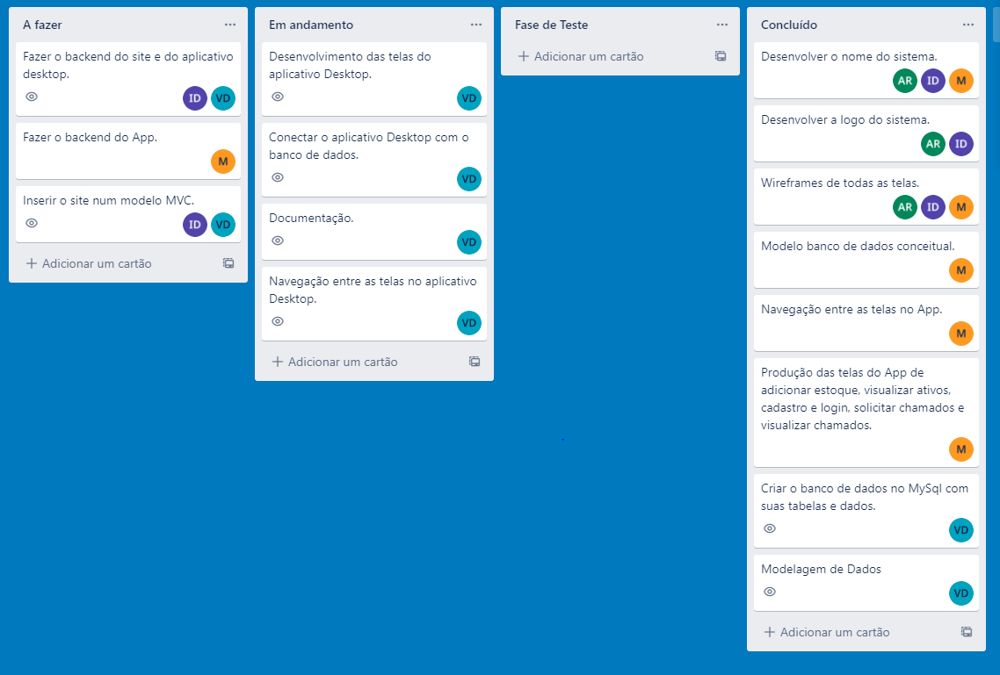 A fazer
Fazer o backend do site e do aplicativo
desktop.
ID VD
Fazer o backend do App.
M
Inserir o site num modelo MVC.
ID VD
+ Adicionar um cartão
Em andamento
Desenvolvimento das telas do
aplicativo Desktop.
VD
Conectar o aplicativo Desktop com o
banco de dados.
VD
Documentação.
VD
Navegação entre as telas no aplicativo
Desktop.
VD
+ Adicionar um cartão
Fase de Teste
+ Adicionar um cartão
Concluído
Desenvolver o nome do sistema.
AR ID M
Desenvolver a logo do sistema.
AR ID
Wireframes de todas as telas.
AR ID M
Modelo banco de dados conceitual.
M
Navegação entre as telas no App.
M
Produção das telas do App de
adicionar estoque, visualizar ativos,
cadastro e login, solicitar chamados e
visualizar chamados.
M
Criar o banco de dados no MySql com
suas tabelas e dados.
VD
Modelagem de Dados
VD
+ Adicionar um cartão